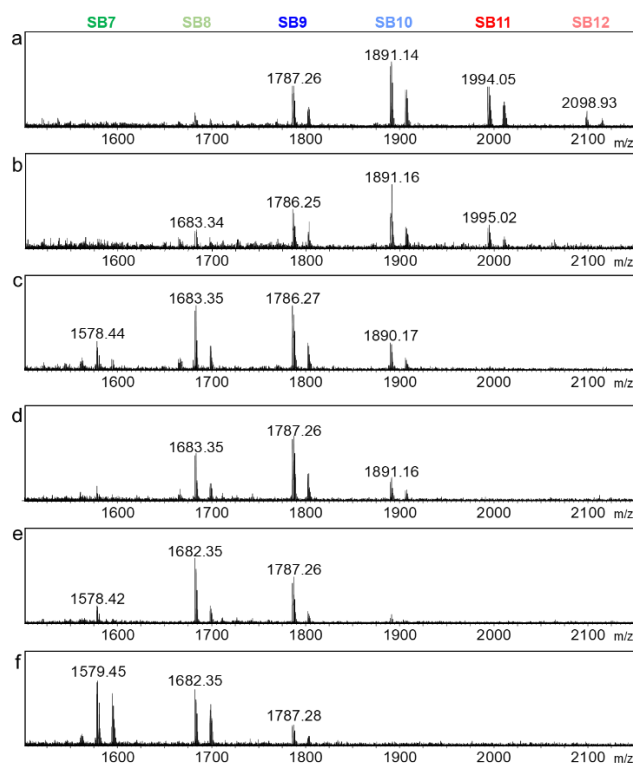 SB7 SB8 SB9 SB10 SB11 SB12
a
1787.26 1891.14 1994.05 2098.93
1600 1700 1800 1900 2000 2100 m/z
b
1683.34 1786.25 1891.16 1995.02
1600 1700 1800 1900 2000 2100 m/z
c
1578.44 1683.35 1786.27 1890.17
1600 1700 1800 1900 2000 2100 m/z
d
1683.35 1787.26 1891.16
1600 1700 1800 1900 2000 2100 m/z
e
1578.42 1682.35 1787.26
1600 1700 1800 1900 2000 2100 m/z
f
1579.45 1682.35 1787.28
1600 1700 1800 1900 2000 2100 m/z